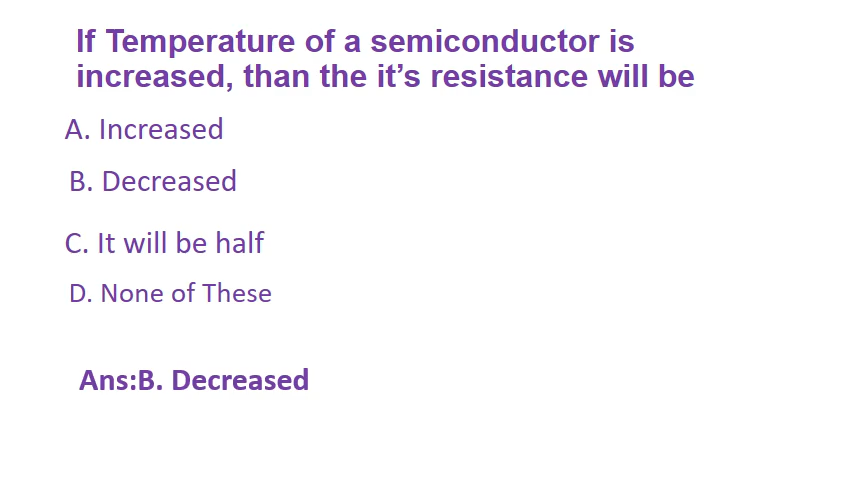 If Temperature of a semiconductor is
increased, than the it’s resistance will be
A. Increased
B. Decreased
C. It will be half
D. None of These
Ans:B. Decreased